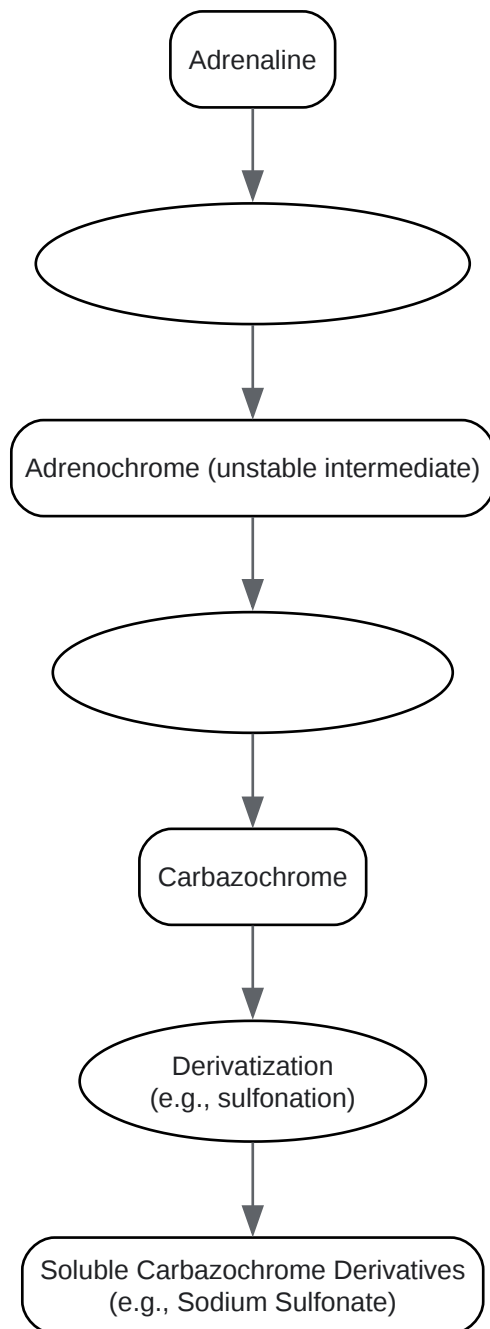 Adrenaline
Adrenochrome (unstable intermediate)
Carbazochrome
Derivatization
(e.g., sulfonation)
Soluble Carbazochrome Derivatives
(e.g., Sodium Sulfonate)